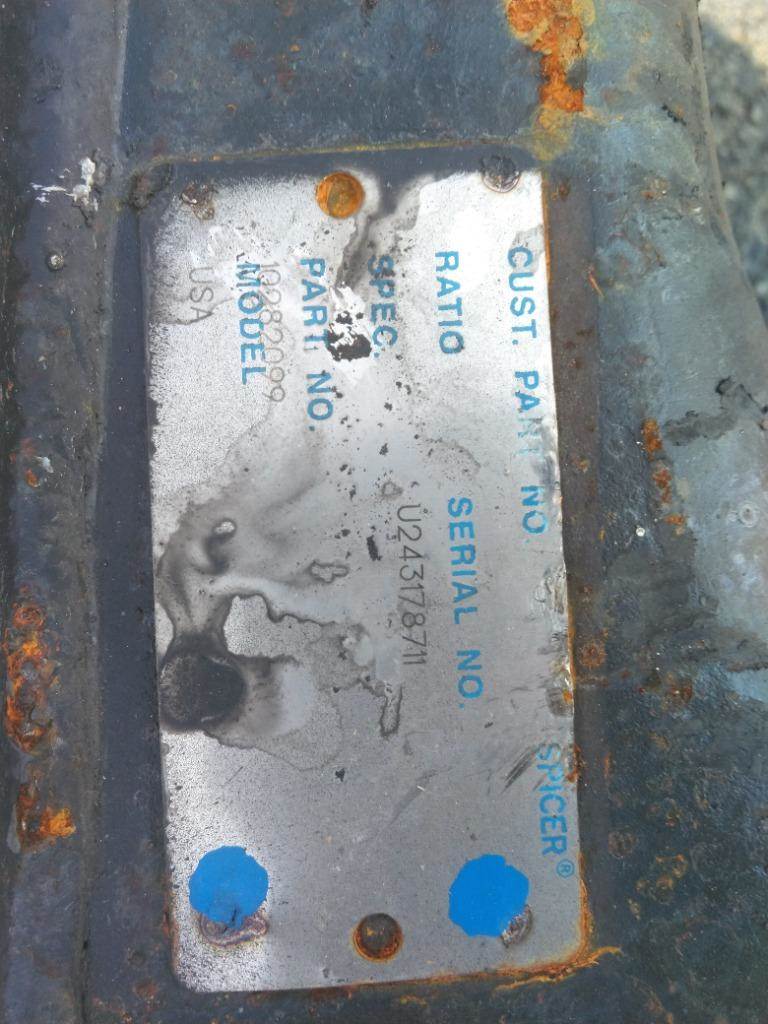 CUST. PART NO SPICER®
RATIO SERIAL NO.
U243178711
SPEC.
PART NO.
10282099
MODEL
USA